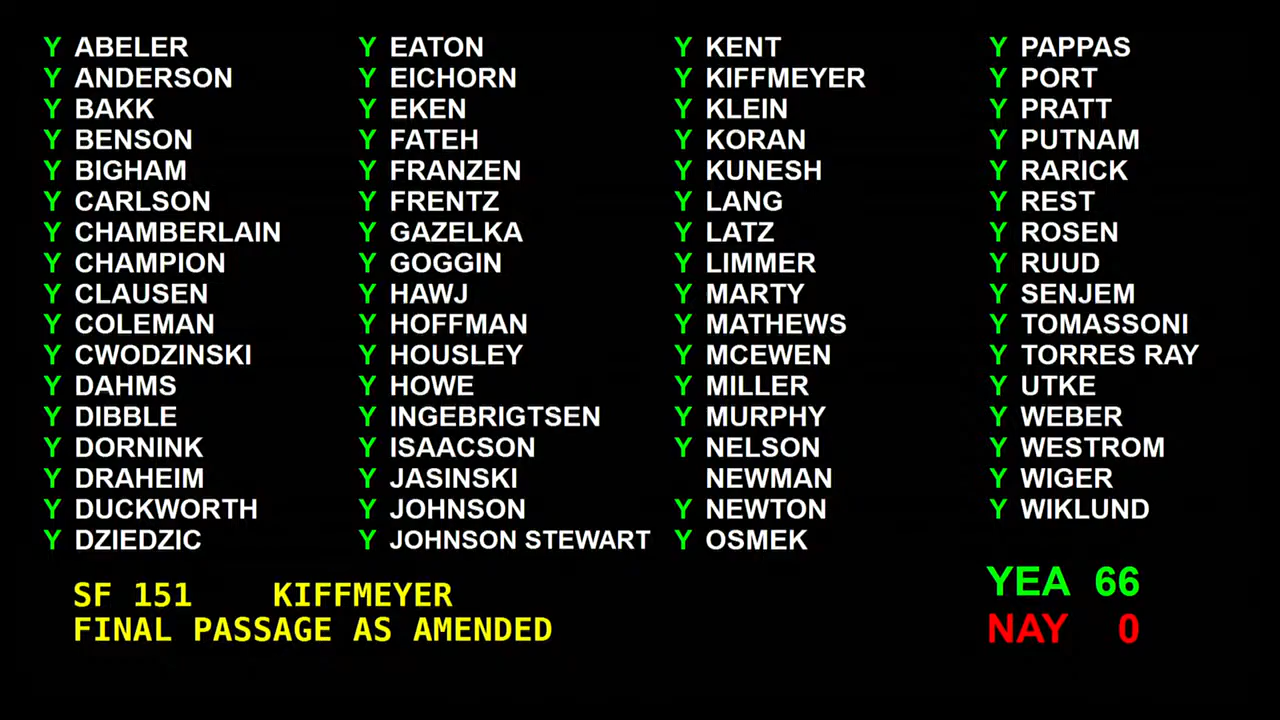 Y ABELER Y EATON Y KENT Y PAPPAS
Y ANDERSON Y EICHORN Y KIFFMEYER Y PORT
Y BAKK Y EKEN Y KLEIN Y PRATT
Y BENSON Y FATEH Y KORAN Y PUTNAM
Y BIGHAM Y FRANZEN Y KUNESH Y RARICK
Y CARLSON Y FRENTZ Y LANG Y REST
Y CHAMBERLAIN Y GAZELKA Y LATZ Y ROSEN
Y CHAMPION Y GOGGIN Y LIMMER Y RUUD
Y CLAUSEN Y HAWJ Y MARTY Y SENJEM
Y COLEMAN Y HOFFMAN Y MATHEWS Y TOMASSONI
Y CWODZINSKI Y HOUSLEY Y MCEWEN Y TORRES RAY
Y DAHMS Y HOWE Y MILLER Y UTKE
Y DIBBLE Y INGEBRIGTSEN Y MURPHY Y WEBER
Y DORNINK Y ISAACSON Y NELSON Y WESTROM
Y DRAHEIM Y JASINSKI NEWMAN Y WIGER
Y DUCKWORTH Y JOHNSON Y NEWTON Y WIKLUND
Y DZIEDZIC Y JOHNSON STEWART Y OSMEK
SF 151 KIFFMEYER YEA 66
FINAL PASSAGE AS AMENDED NAY 0